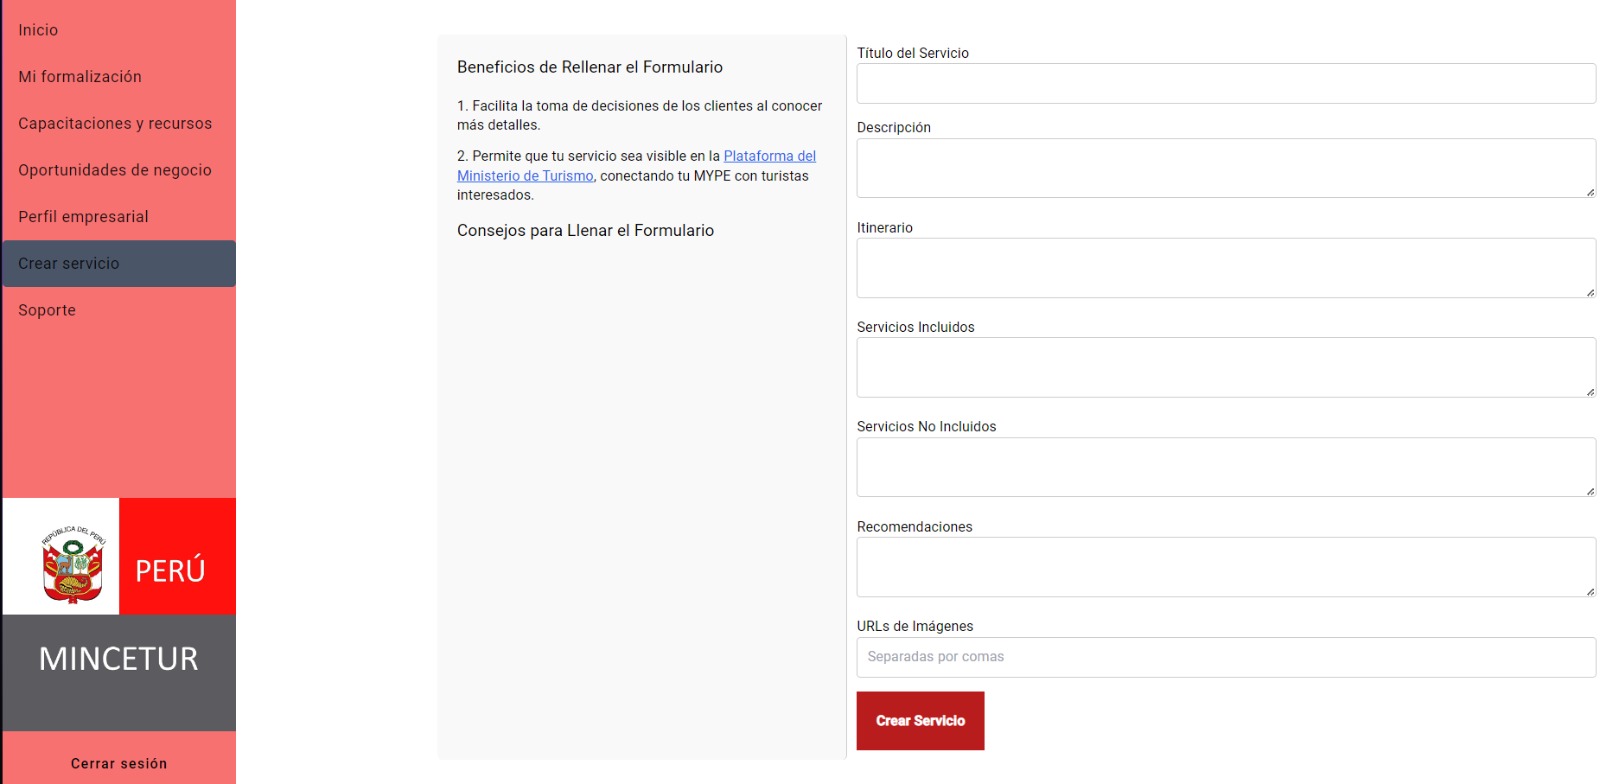 Inicio
Mi formalización
Capacitaciones y recursos
Oportunidades de negocio
Perfil empresarial
Crear servicio
Soporte
REPÚBLICA DEL PERÚ
PERÚ
MINCETUR
Cerrar sesión
Beneficios de Rellenar el Formulario
1. Facilita la toma de decisiones de los clientes al conocer
más detalles.
2. Permite que tu servicio sea visible en la Plataforma del
Ministerio de Turismo, conectando tu MYPE con turistas
interesados.
Consejos para Llenar el Formulario
Título del Servicio
Descripción
Itinerario
Servicios Incluidos
Servicios No Incluidos
Recomendaciones
URLs de Imágenes
Separadas por comas
Crear Servicio